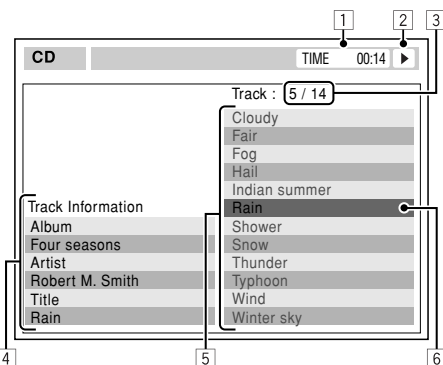 1 2 3
CD
TIME 00:14
Track : 5 / 14
Cloudy
Fair
Fog
Hail
Indian summer
Rain
Shower
Snow
Thunder
Typhoon
Wind
Winter sky
Track Information
Album
Four seasons
Artist
Robert M. Smith
Title
Rain
4 5 6